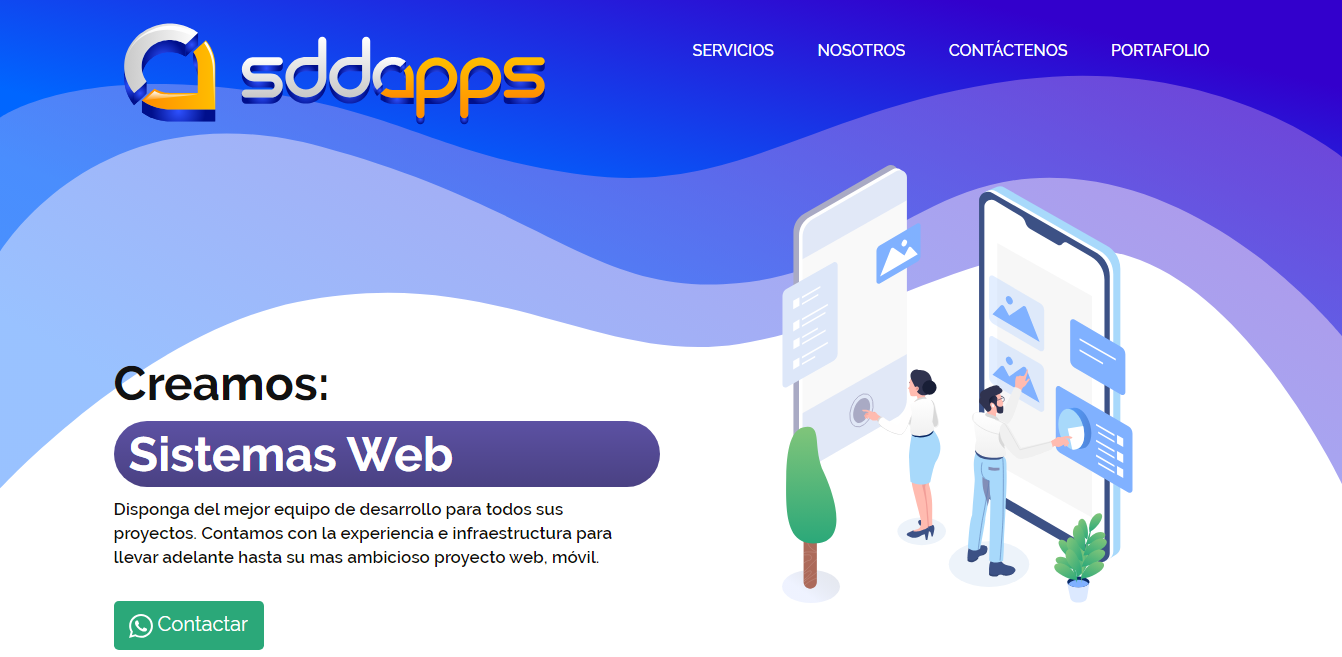 sddapps
SERVICIOS NOSOTROS CONTÁCTENOS PORTAFOLIO
Creamos:
Sistemas Web
Disponga del mejor equipo de desarrollo para todos sus
proyectos. Contamos con la experiencia e infraestructura para
llevar adelante hasta su mas ambicioso proyecto web, móvil.
Contactar